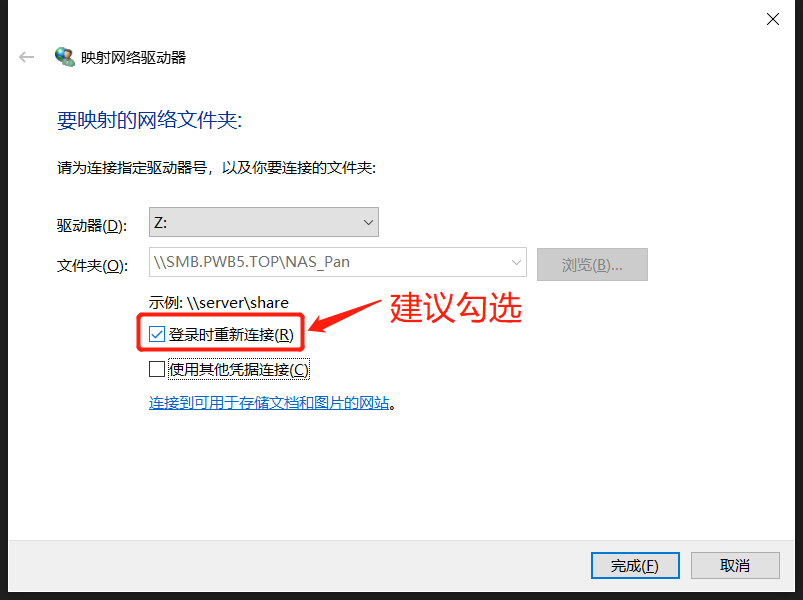 映射网络驱动器
要映射的网络文件夹:
请为连接指定驱动器号，以及你要连接的文件夹:
驱动器(D): Z:
文件夹(O): \\SMB.PWB5.TOP\NAS_Pan 浏览(B)...
示例: \\server\share
建议勾选
登录时重新连接(R)
使用其他凭据连接(C)
连接到可用于存储文档和图片的网站。
完成(F) 取消